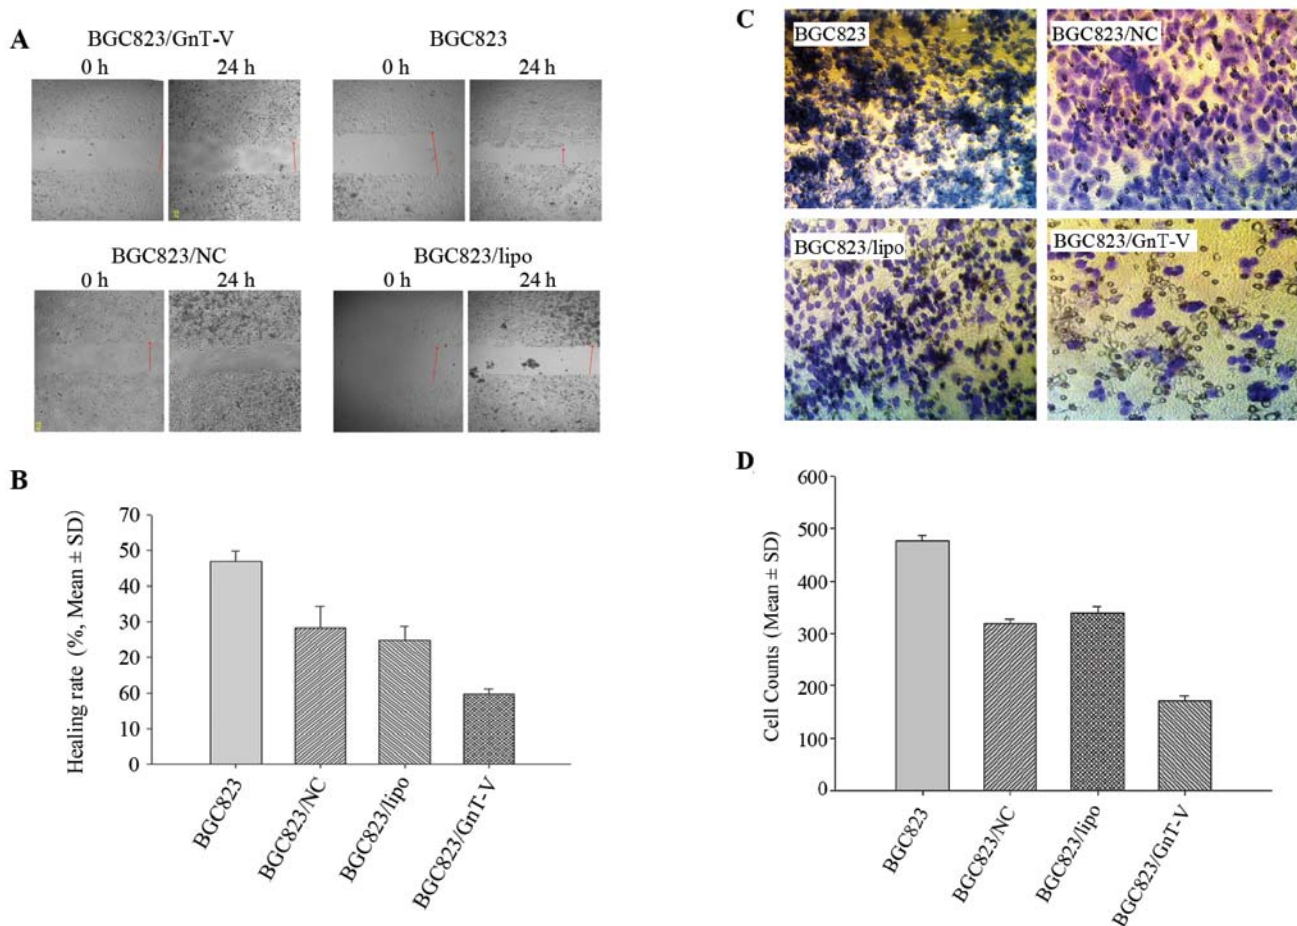 A
BGC823/GnT-V
0 h
24 h
BGC823
0 h
24 h
BGC823/NC
0 h
24 h
BGC823/lipo
0 h
24 h
B
Healing rate (%, Mean ± SD)
70
50
40
30
20
60
10
0
BGC823
BGC823/NC
BGC823/lipo
BGC823/GnT-V
C
BGC823
BGC823/NC
BGC823/lipo
BGC823/GnT-V
D
Cell Counts (Mean ± SD)
600
500
400
300
200
100
0
BGC823
BGC823/NC
BGC823/lipo
BGC823/GnT-V